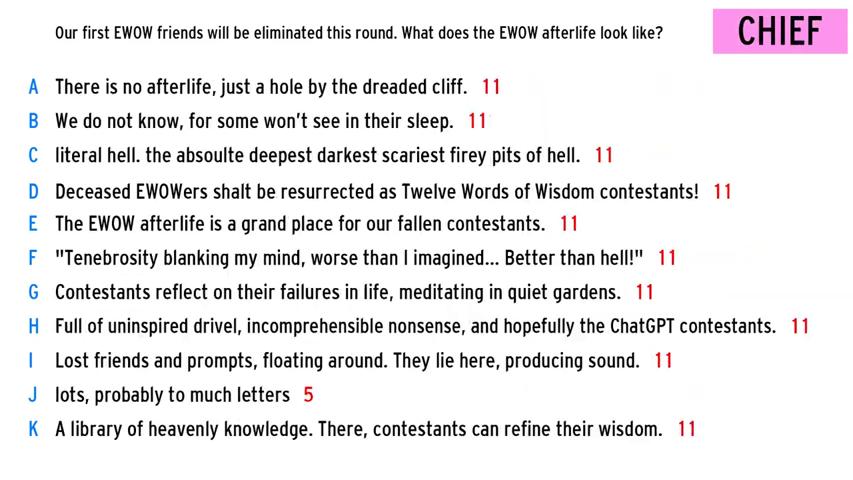 Our first EWOW friends will be eliminated this round. What does the EWOW afterlife look like?
CHIEF
A There is no afterlife, just a hole by the dreaded cliff. 11
B We do not know, for some won't see in their sleep. 11
C literal hell. the absoulte deepest darkest scariest firey pits of hell. 11
D Deceased EWOWers shalt be resurrected as Twelve Words of Wisdom contestants! 11
E The EWOW afterlife is a grand place for our fallen contestants. 11
F "Tenebrosity blanking my mind, worse than I imagined... Better than hell!" 11
G Contestants reflect on their failures in life, meditating in quiet gardens. 11
H Full of uninspired drivel, incomprehensible nonsense, and hopefully the ChatGPT contestants. 11
I Lost friends and prompts, floating around. They lie here, producing sound. 11
J lots, probably to much letters 5
K A library of heavenly knowledge. There, contestants can refine their wisdom. 11